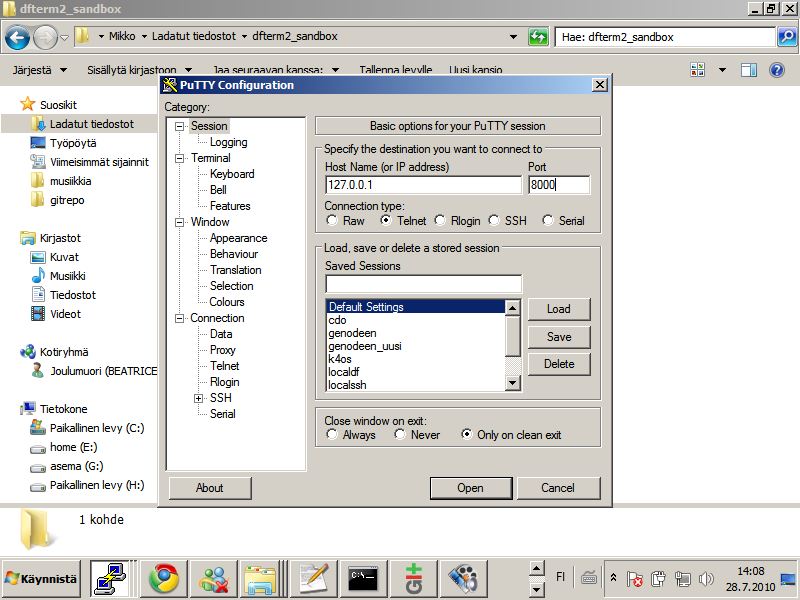 dfterm2_sandbox
Mikko Ladatut tiedostot dfterm2_sandbox
Hae: dfterm2_sandbox
Järjestä Sisällytä kirjastoon Jaa seuraavan kanssa: Tallenna levylle Uusi kansio
Suosikit
Ladatut tiedostot
Työpöytä
Viimeisimmät sijainnit
musiikkia
gitrepo
Kirjastot
Kuvat
Musiikki
Tiedostot
Videot
Kotiryhmä
Joulumuori (BEATRICE
Tietokone
Paikallinen levy (C:)
home (E:)
asema (G:)
Paikallinen levy (H:)
1 kohde
PuTTY Configuration
Category:
Session
Logging
Terminal
Keyboard
Bell
Features
Window
Appearance
Behaviour
Translation
Selection
Colours
Connection
Data
Proxy
Telnet
Rlogin
SSH
Serial
Basic options for your PuTTY session
Specify the destination you want to connect to
Host Name (or IP address) Port
127.0.0.1 8000
Connection type:
Raw Telnet Rlogin SSH Serial
Load, save or delete a stored session
Saved Sessions
Default Settings
cdo
genodeen
genodeen_uusi
k4os
localdf
localssh
Load
Save
Delete
Close window on exit:
Always Never Only on clean exit
About Open Cancel
Käynnistä
C:\_
git
FI
14:08
28.7.2010